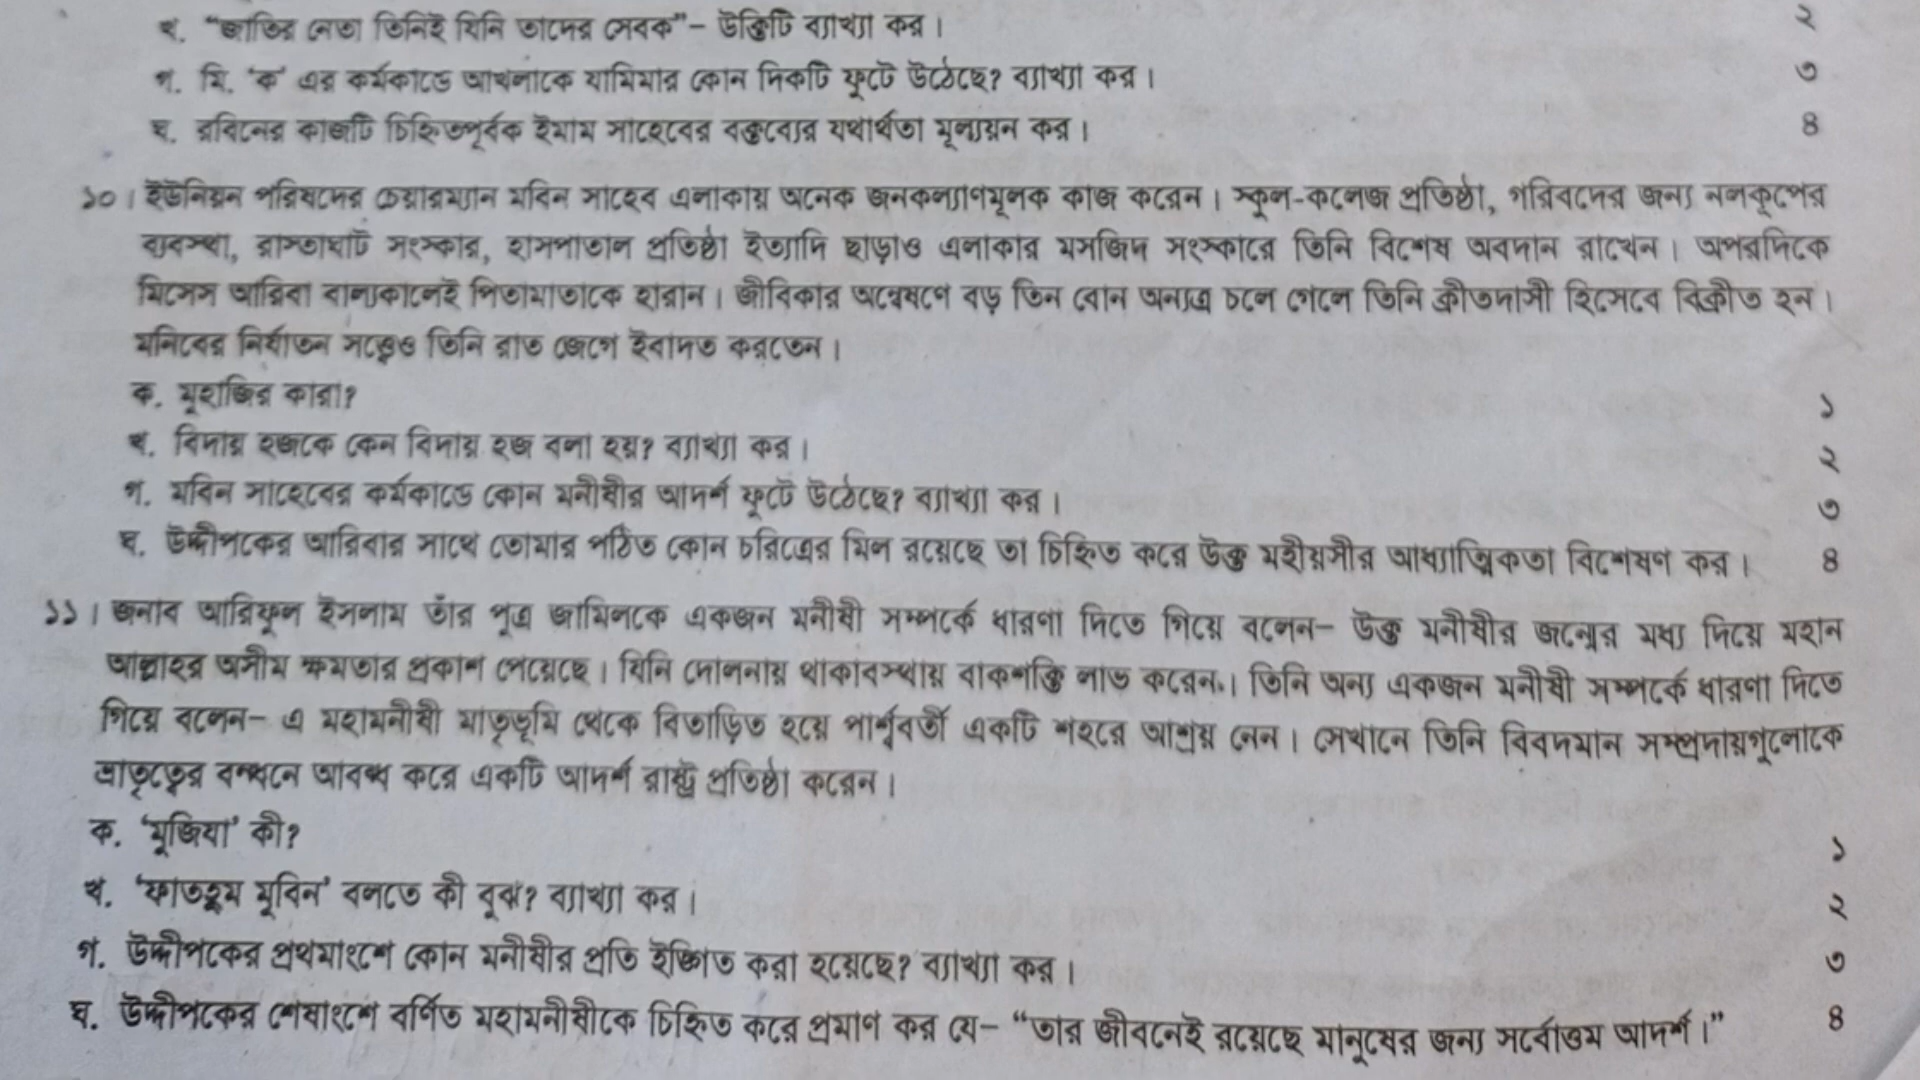 খ. “জাতির নেতা তিনিই যিনি তাদের সেবক”– উক্তিটি ব্যাখ্যা কর। ২
গ. মি. ‘ক’ এর কর্মকাণ্ডে আখলাকে যামিমার কোন দিকটি ফুটে উঠেছে? ব্যাখ্যা কর। ৩
ঘ. রবিনের কাজটি চিহ্নিতপূর্বক ইমাম সাহেবের বক্তব্যের যথার্থতা মূল্যায়ন কর। ৪
১০। ইউনিয়ন পরিষদের চেয়ারম্যান মবিন সাহেব এলাকায় অনেক জনকল্যাণমূলক কাজ করেন। স্কুল-কলেজ প্রতিষ্ঠা, গরিবদের জন্য নলকূপের
ব্যবস্থা, রাস্তাঘাট সংস্কার, হাসপাতাল প্রতিষ্ঠা ইত্যাদি ছাড়াও এলাকার মসজিদ সংস্কারে তিনি বিশেষ অবদান রাখেন। অপরদিকে
মিসেস আরিবা বাল্যকালেই পিতামাতাকে হারান। জীবিকার অন্বেষণে বড় তিন বোন অন্যত্র চলে গেলে তিনি ক্রীতদাসী হিসেবে বিক্রীত হন।
মনিবের নির্যাতন সত্ত্বেও তিনি রাত জেগে ইবাদত করতেন।
ক. মুহাজির কারা? ১
খ. বিদায় হজকে কেন বিদায় হজ বলা হয়? ব্যাখ্যা কর। ২
গ. মবিন সাহেবের কর্মকাণ্ডে কোন মনীষীর আদর্শ ফুটে উঠেছে? ব্যাখ্যা কর। ৩
ঘ. উদ্দীপকের আরিবার সাথে তোমার পঠিত কোন চরিত্রের মিল রয়েছে তা চিহ্নিত করে উক্ত মহীয়সীর আধ্যাত্মিকতা বিশ্লেষণ কর। ৪
১১। জনাব আরিফুল ইসলাম তাঁর পুত্র জামিলকে একজন মনীষী সম্পর্কে ধারণা দিতে গিয়ে বলেন– উক্ত মনীষীর জন্মের মধ্য দিয়ে মহান
আল্লাহর অসীম ক্ষমতার প্রকাশ পেয়েছে। যিনি দোলনায় থাকাবস্থায় বাকশক্তি লাভ করেন। তিনি অন্য একজন মনীষী সম্পর্কে ধারণা দিতে
গিয়ে বলেন– এ মহামনীষী মাতৃভূমি থেকে বিতাড়িত হয়ে পার্শ্ববর্তী একটি শহরে আশ্রয় নেন। সেখানে তিনি বিবদমান সম্প্রদায়গুলোকে
ভ্রাতৃত্বের বন্ধনে আবদ্ধ করে একটি আদর্শ রাষ্ট্র প্রতিষ্ঠা করেন।
ক. ‘মুজিযা’ কী? ১
খ. ‘ফাতহুম মুবিন’ বলতে কী বুঝ? ব্যাখ্যা কর। ২
গ. উদ্দীপকের প্রথমাংশে কোন মনীষীর প্রতি ইঙ্গিত করা হয়েছে? ব্যাখ্যা কর। ৩
ঘ. উদ্দীপকের শেষাংশে বর্ণিত মহামনীষীকে চিহ্নিত করে প্রমাণ কর যে– “তার জীবনেই রয়েছে মানুষের জন্য সর্বোত্তম আদর্শ।” ৪